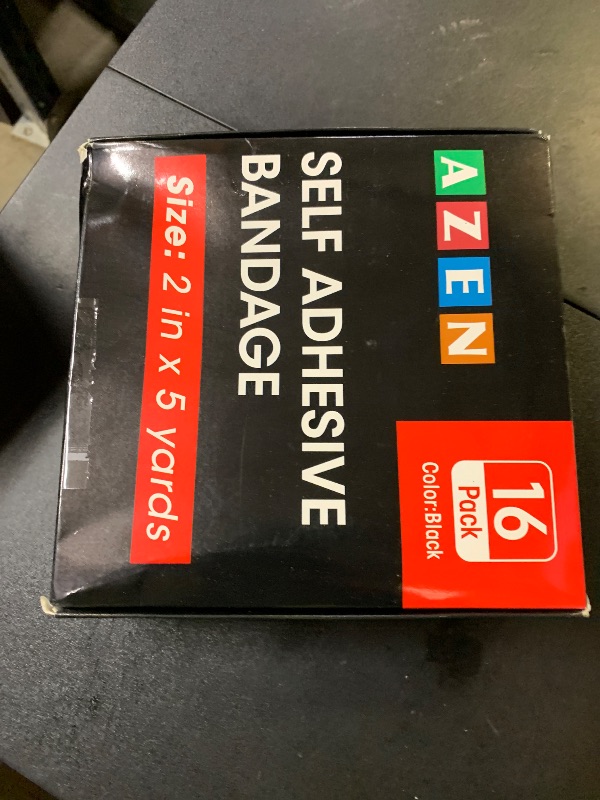 AZEN
16
Pack
Color:Black
SELF ADHESIVE
BANDAGE
Size: 2 in x 5 yards